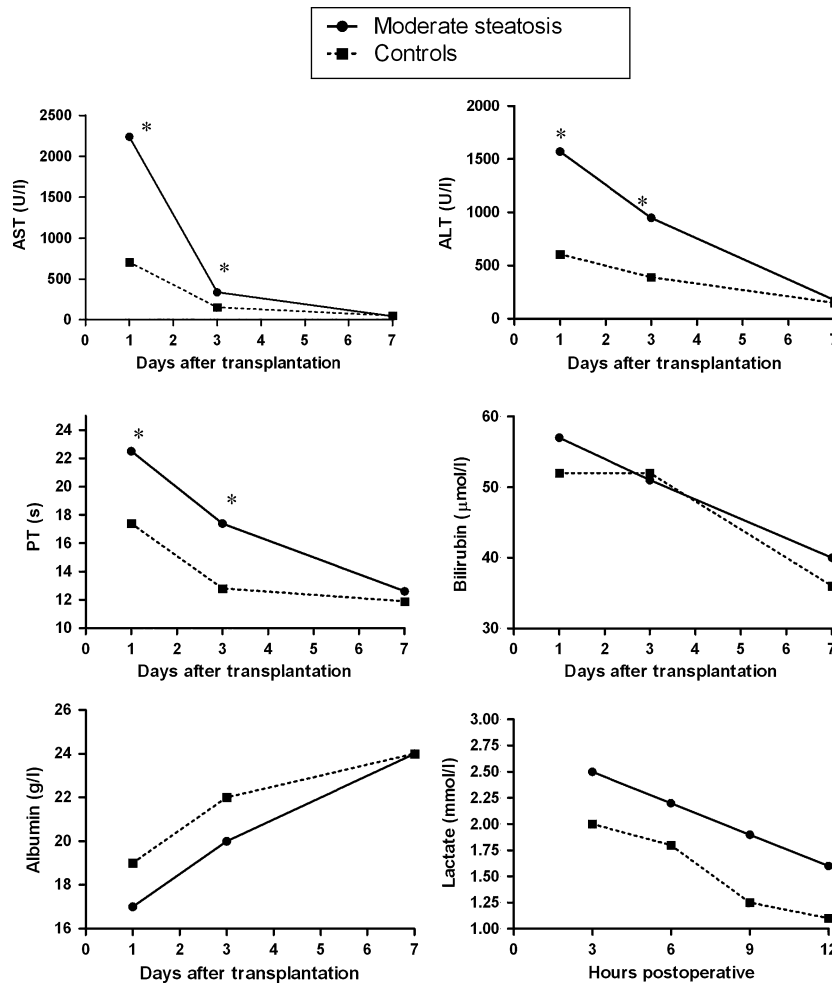 Moderate steatosis
Controls
2500
2000
1500
1000
500
0
AST (U/l)
*
*
0 1 2 3 4 5 6 7
Days after transplantation
2000
1500
1000
500
0
ALT (U/l)
*
*
0 1 2 3 4 5 6 7
Days after transplantation
24
22
20
18
16
14
12
10
PT (s)
*
*
0 1 2 3 4 5 6 7
Days after transplantation
60
50
40
30
Bilirubin (μmol/l)
0 1 2 3 4 5 6 7
Days after transplantation
26
24
22
20
18
16
Albumin (g/l)
0 1 2 3 4 5 6 7
Days after transplantation
3.00
2.75
2.50
2.25
2.00
1.75
1.50
1.25
1.00
Lactate (mmol/l)
0 3 6 9 12
Hours postoperative